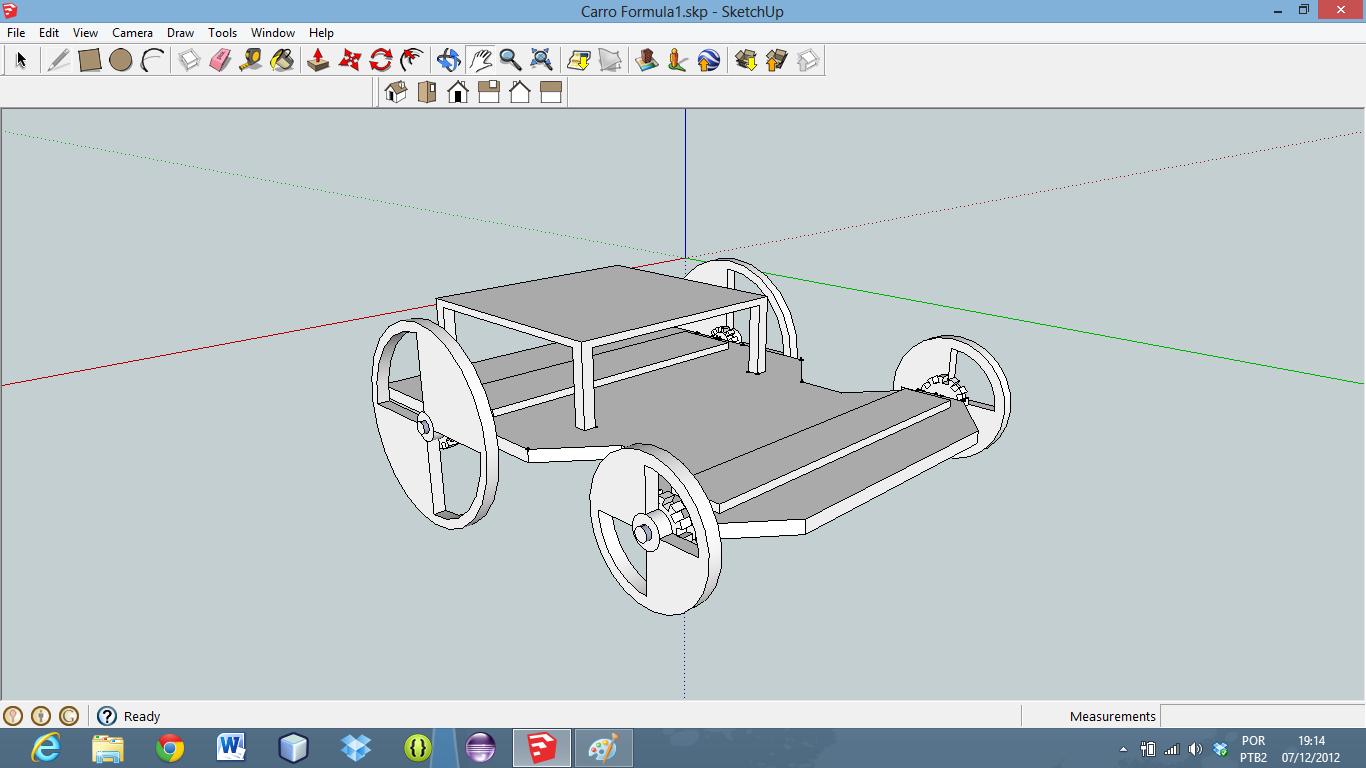 Carro Formula1.skp - SketchUp
File Edit View Camera Draw Tools Window Help
Ready
Measurements
POR 19:14
PTB2 07/12/2012